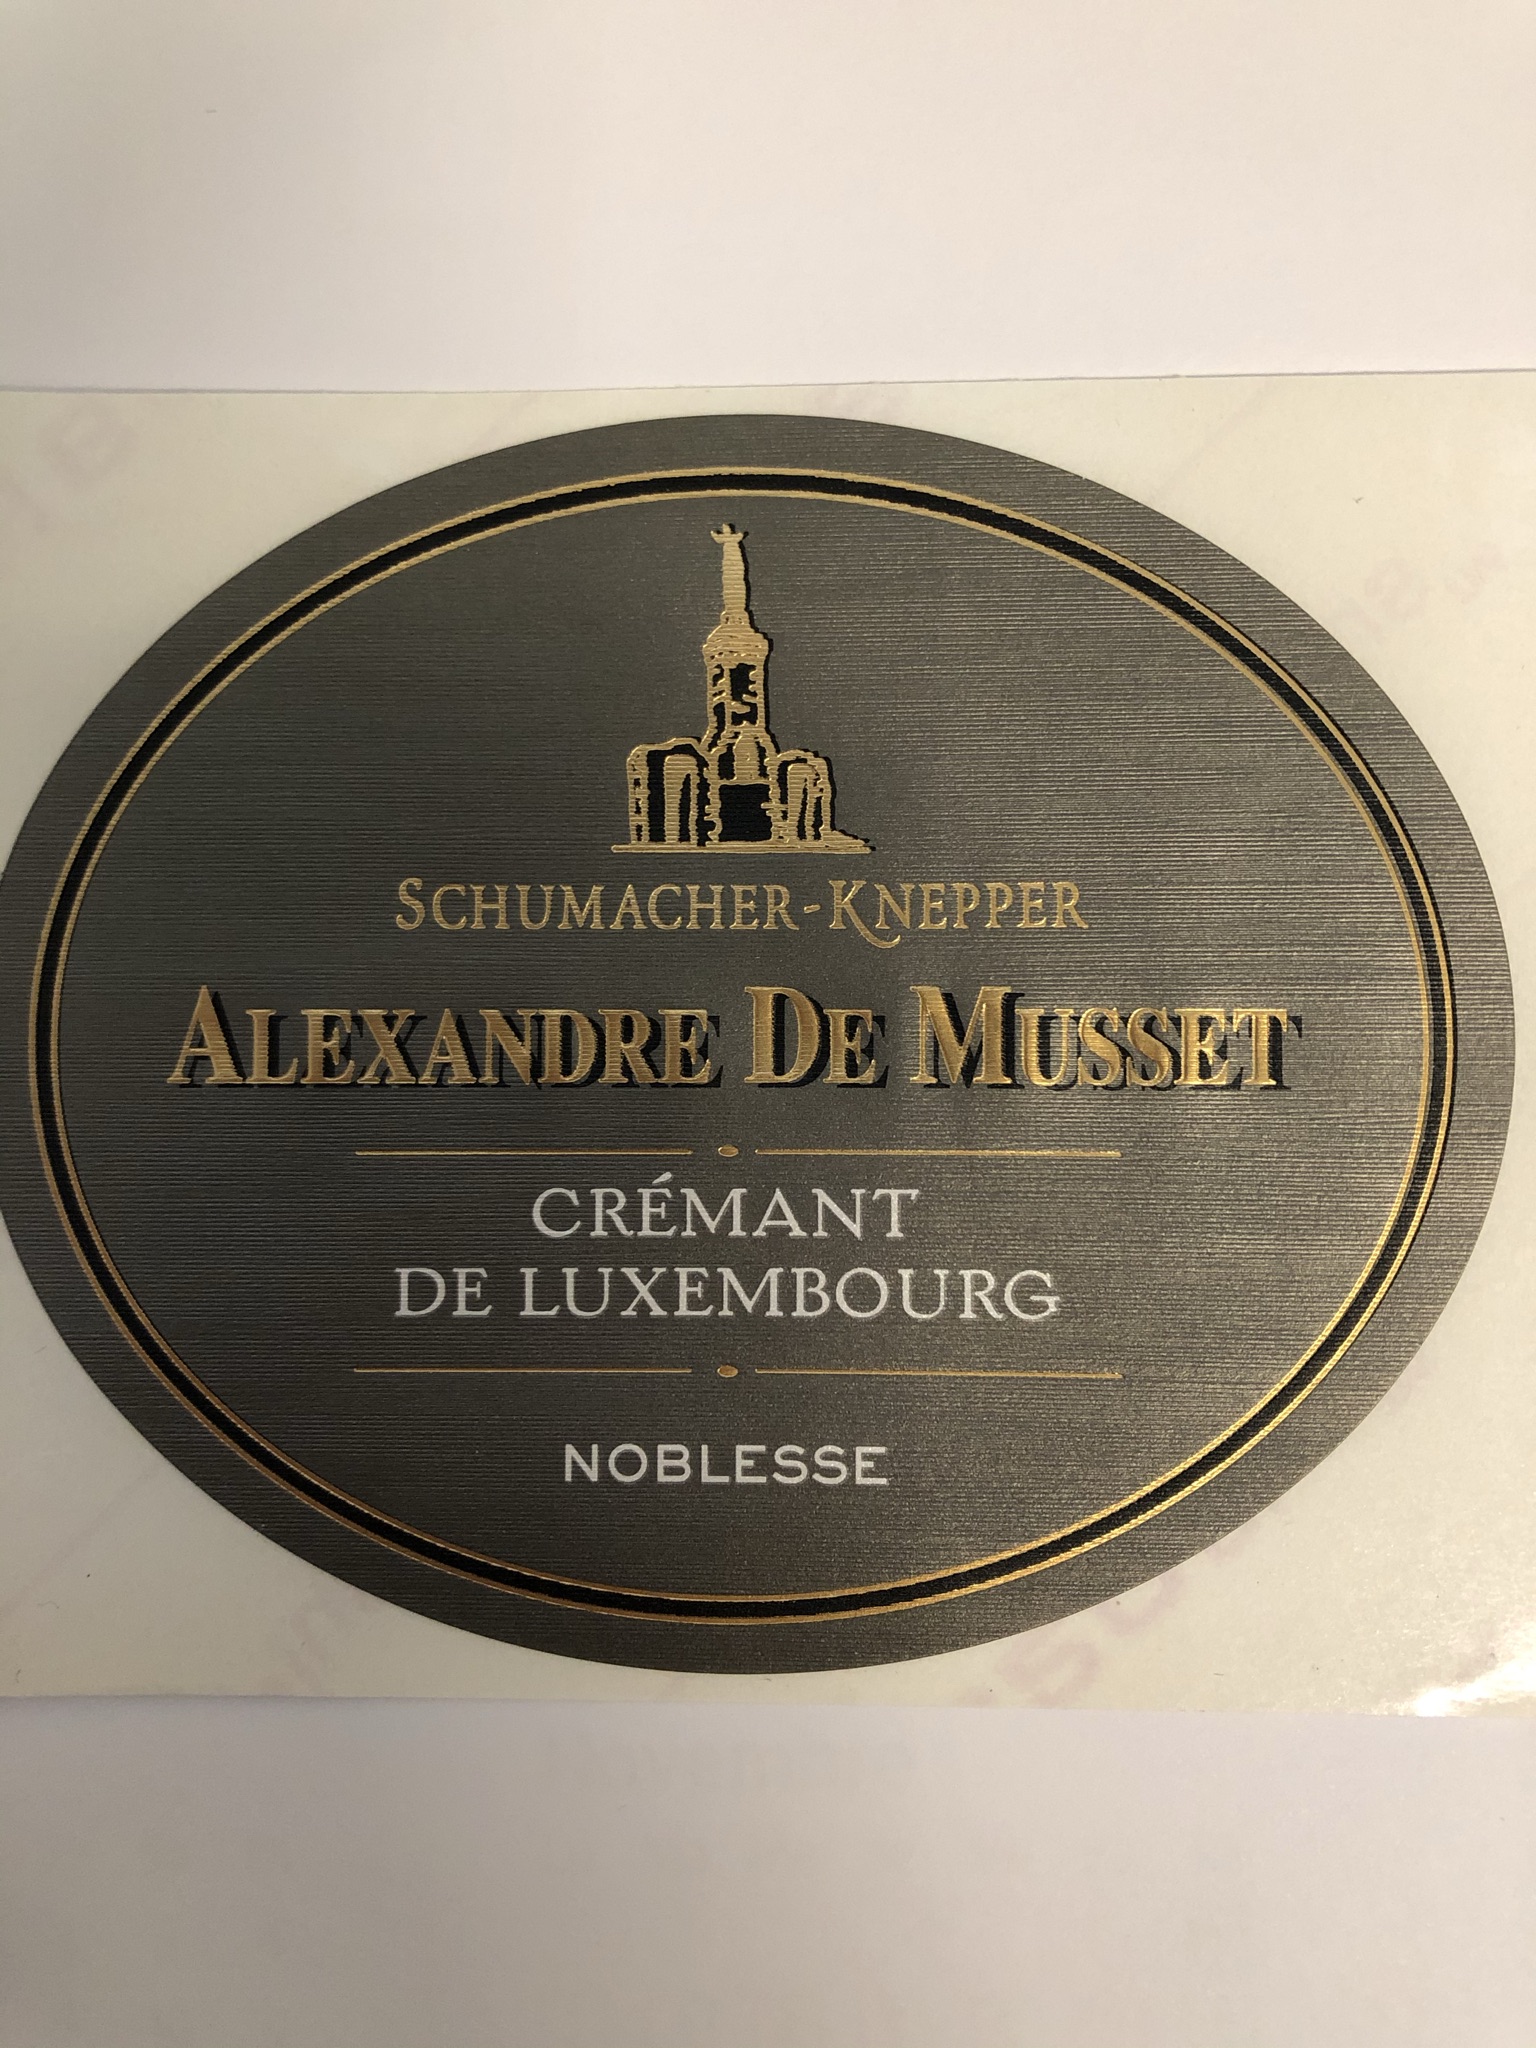 SCHUMACHER-KNEPPER
ALEXANDRE DE MUSSET
CRÉMANT
DE LUXEMBOURG
NOBLESSE